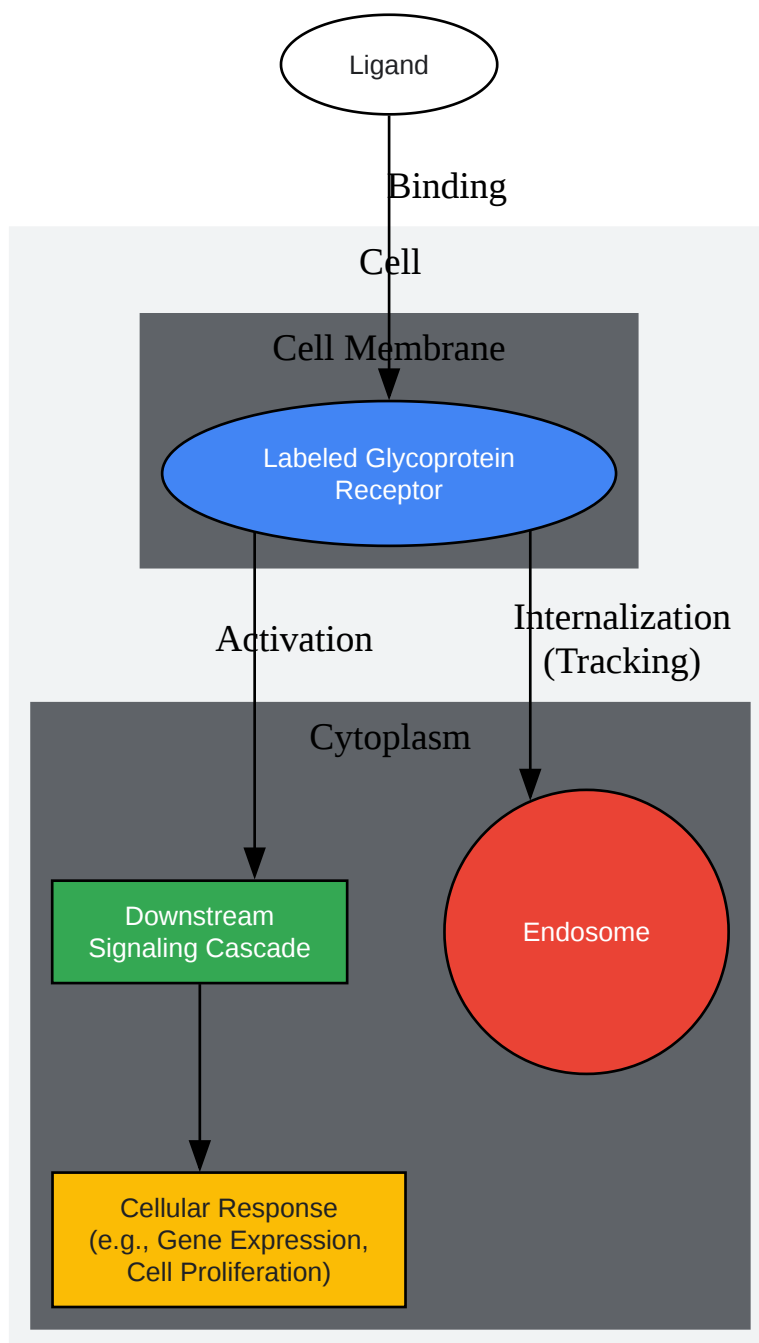 Ligand
Binding
Cell
Cell Membrane
Labeled Glycoprotein
Receptor
Activation
Internalization
(Tracking)
Cytoplasm
Downstream
Signaling Cascade
Endosome
Cellular Response
(e.g., Gene Expression,
Cell Proliferation)